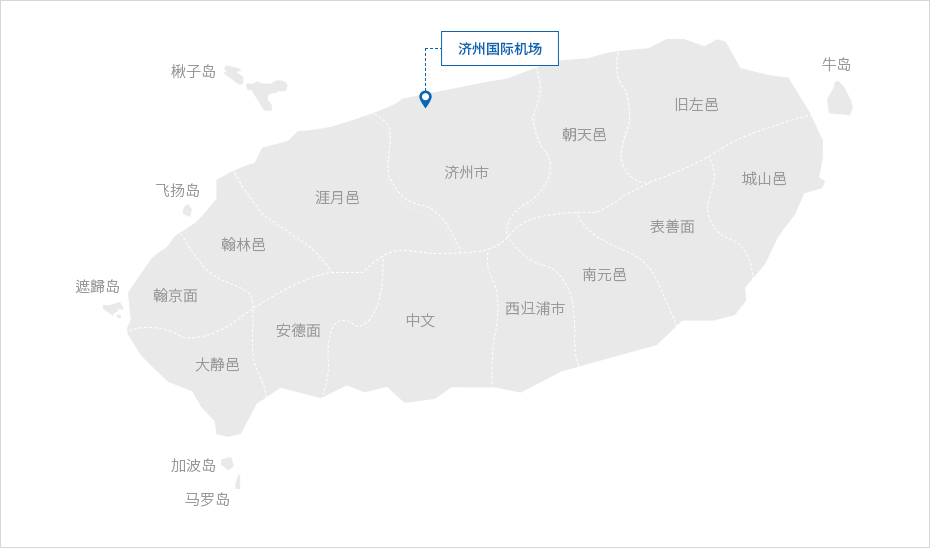 济州国际机场
牛岛
楸子岛
旧左邑
朝天邑
济州市
城山邑
飞扬岛
涯月邑
表善面
翰林邑
南元邑
遮歸岛
翰京面
西归浦市
中文
安德面
大静邑
加波岛
马罗岛